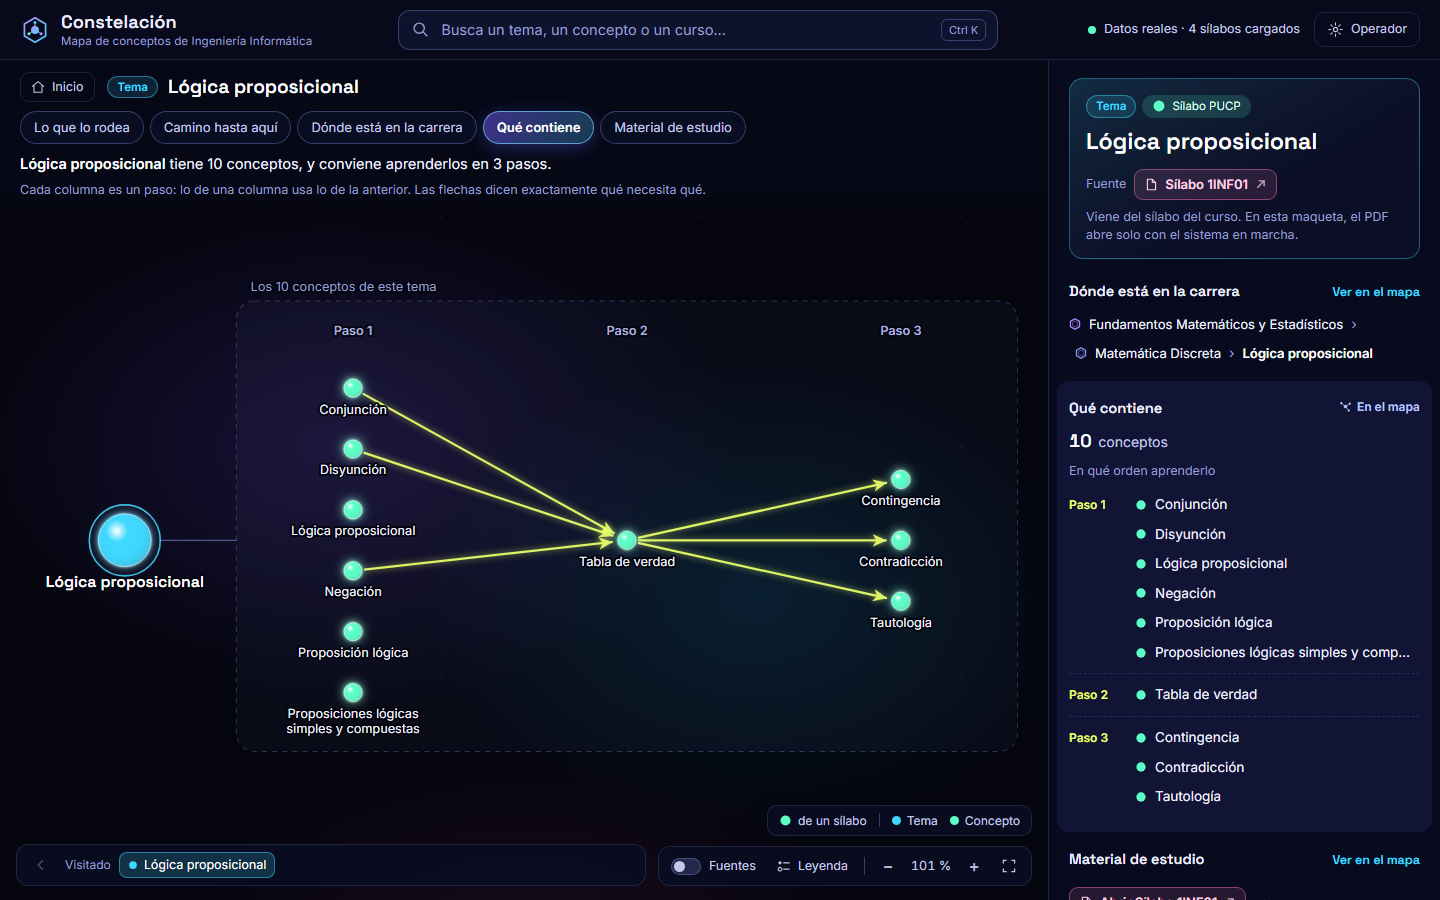 Constelación
Mapa de conceptos de Ingeniería Informática
Busca un tema, un concepto o un curso...
Ctrl K
Datos reales · 4 sílabos cargados
Operador
Inicio
Tema
Lógica proposicional
Lo que lo rodea
Camino hasta aquí
Dónde está en la carrera
Qué contiene
Material de estudio
Lógica proposicional tiene 10 conceptos, y conviene aprenderlos en 3 pasos.
Cada columna es un paso: lo de una columna usa lo de la anterior. Las flechas dicen exactamente qué necesita qué.
Los 10 conceptos de este tema
Paso 1
Paso 2
Paso 3
Conjunción
Disyunción
Lógica proposicional
Negación
Proposición lógica
Proposiciones lógicas
simples y compuestas
Tabla de verdad
Contingencia
Contradicción
Tautología
Lógica proposicional
de un sílabo
Tema
Concepto
Visitado
Lógica proposicional
Fuentes
Leyenda
− 101 % +
Tema
Sílabo PUCP
Lógica proposicional
Fuente
Sílabo 1INF01 ↗
Viene del sílabo del curso. En esta maqueta, el PDF
abre solo con el sistema en marcha.
Dónde está en la carrera
Ver en el mapa
Fundamentos Matemáticos y Estadísticos ›
Matemática Discreta › Lógica proposicional
Qué contiene
En el mapa
10 conceptos
En qué orden aprenderlo
Paso 1
Conjunción
Disyunción
Lógica proposicional
Negación
Proposición lógica
Proposiciones lógicas simples y comp...
Paso 2
Tabla de verdad
Paso 3
Contingencia
Contradicción
Tautología
Material de estudio
Ver en el mapa